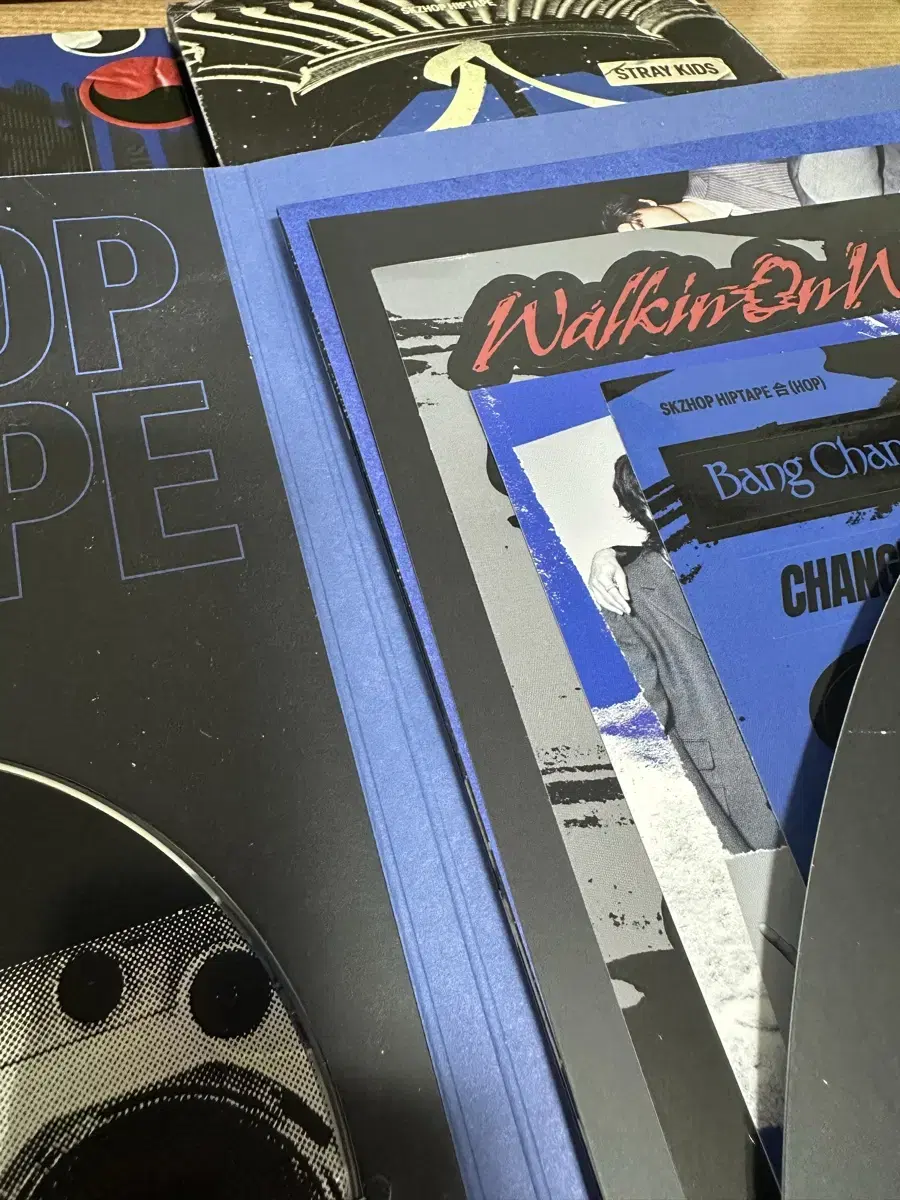 SKZHOP HIPTAPE
STRAY KIDS
OP
PE
Walkin On W
SKZHOP HIPTAPE 合 (HOP)
Bang Chan
CHANG